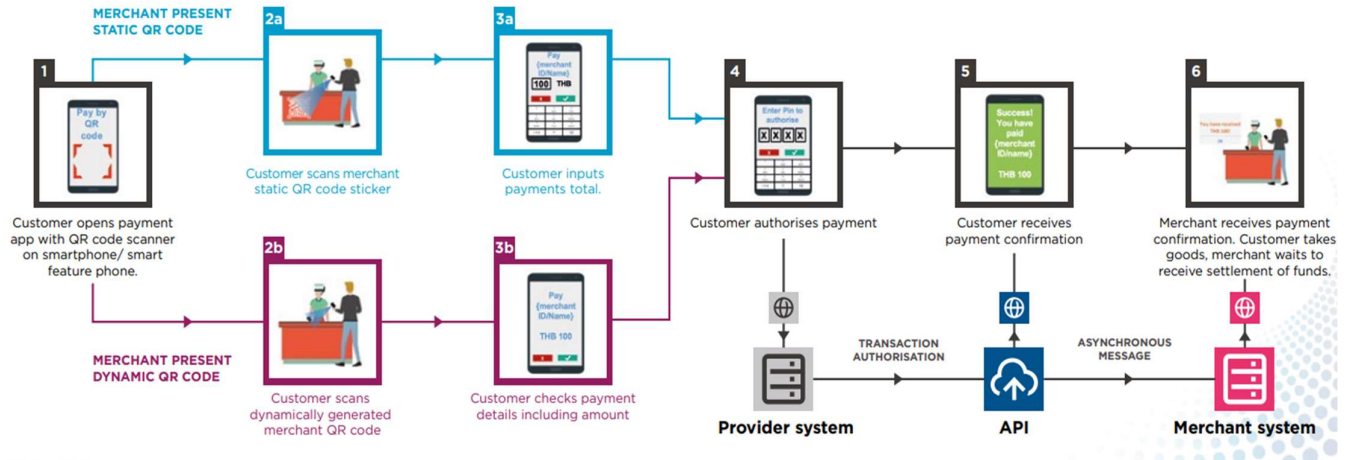 MERCHANT PRESENT
STATIC QR CODE
1
Pay by
QR
code
Customer opens payment
app with QR code scanner
on smartphone/ smart
feature phone.
2a
Customer scans merchant
static QR code sticker
3a
Pay
{merchant
ID/Name}
100 THB
Customer inputs
payments total.
MERCHANT PRESENT
DYNAMIC QR CODE
2b
Customer scans
dynamically generated
merchant QR code
3b
Pay
{merchant
ID/Name}
THB 100
Customer checks payment
details including amount
4
Enter Pin to
authorise
X X X X
Customer authorises payment
5
Success!
You have
paid
{merchant
ID/name}
THB 100
Customer receives
payment confirmation
6
You have received
THB 100
Merchant receives payment
confirmation. Customer takes
goods, merchant waits to
receive settlement of funds.
TRANSACTION
AUTHORISATION
ASYNCHRONOUS
MESSAGE
Provider system
API
Merchant system